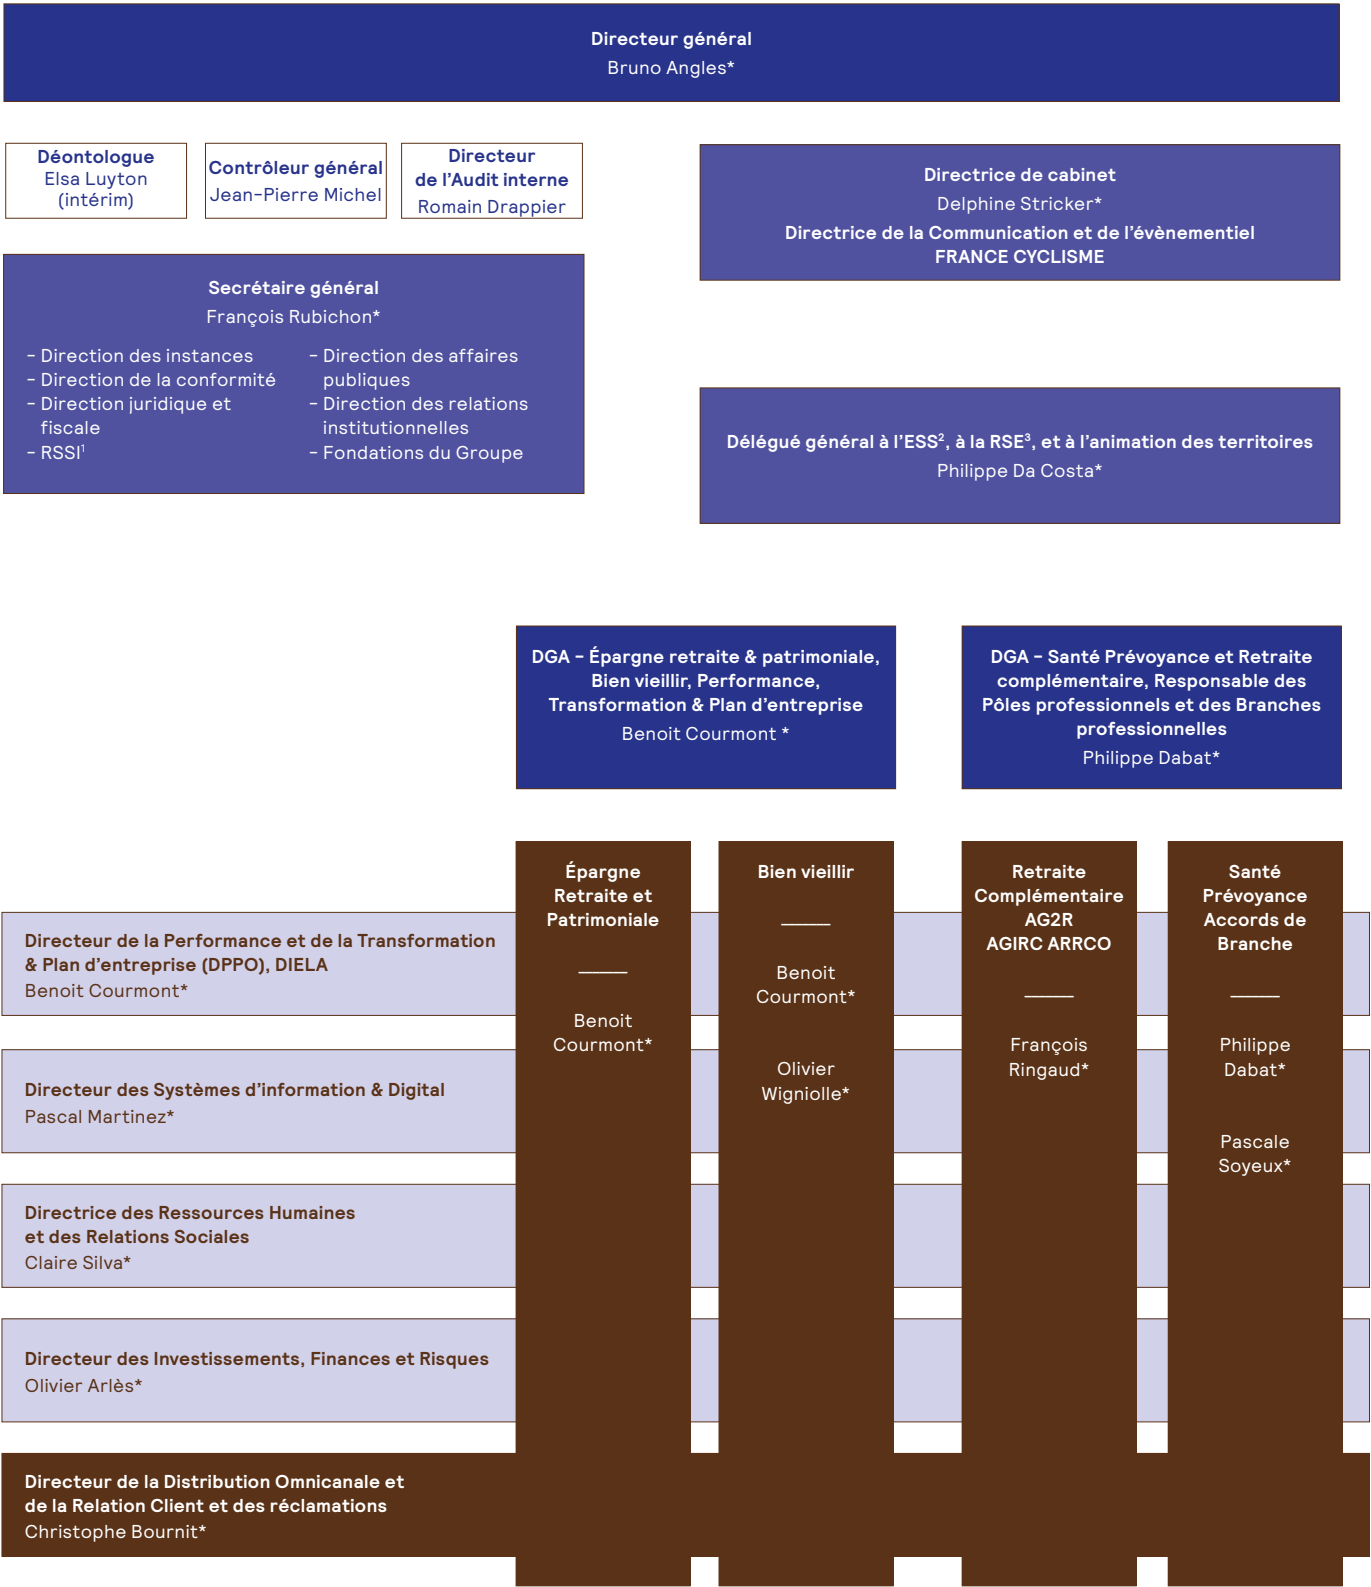 Directeur général
Bruno Angles*
Déontologue
Elsa Luyton
(intérim)
Contrôleur général
Jean-Pierre Michel
Directeur
de l'Audit interne
Romain Drappier
Directrice de cabinet
Delphine Stricker*
Directrice de la Communication et de l'évènementiel
FRANCE CYCLISME
Secrétaire général
François Rubichon*
- Direction des instances
- Direction de la conformité
- Direction juridique et
fiscale
- RSSI¹
- Direction des affaires
publiques
- Direction des relations
institutionnelles
- Fondations du Groupe
Délégué général à l'ESS², à la RSE³, et à l'animation des territoires
Philippe Da Costa*
DGA - Épargne retraite & patrimoniale,
Bien vieillir, Performance,
Transformation & Plan d'entreprise
Benoit Courmont *
DGA - Santé Prévoyance et Retraite
complémentaire, Responsable des
Pôles professionnels et des Branches
professionnelles
Philippe Dabat*
Épargne
Retraite et
Patrimoniale
Benoit
Courmont*
Bien vieillir
Benoit
Courmont*
Olivier
Wigniolle*
Retraite
Complémentaire
AG2R
AGIRC ARRCO
François
Ringaud*
Santé
Prévoyance
Accords de
Branche
Philippe
Dabat*
Pascale
Soyeux*
Directeur de la Performance et de la Transformation
& Plan d'entreprise (DPPO), DIELA
Benoit Courmont*
Directeur des Systèmes d'information & Digital
Pascal Martinez*
Directrice des Ressources Humaines
et des Relations Sociales
Claire Silva*
Directeur des Investissements, Finances et Risques
Olivier Arlès*
Directeur de la Distribution Omnicanale et
de la Relation Client et des réclamations
Christophe Bournit*